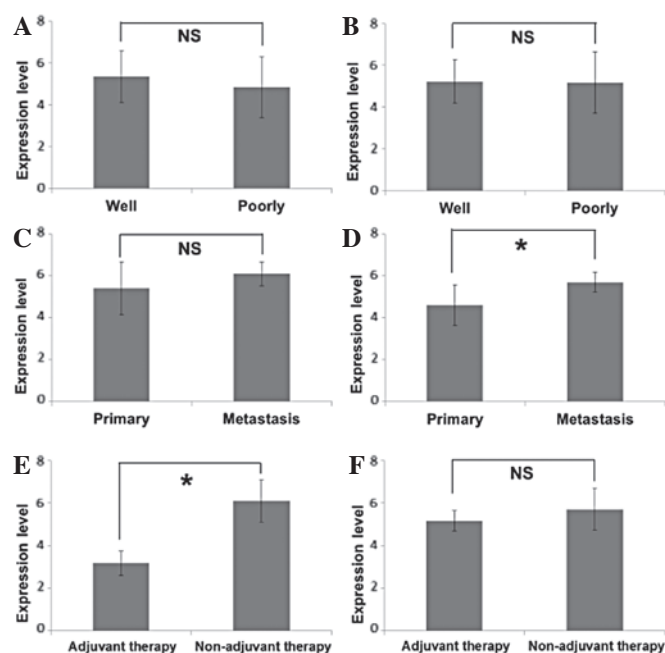 A
Expression level
8
6
4
2
0
NS
Well Poorly
B
Expression level
8
6
4
2
0
NS
Well Poorly
C
Expression level
8
6
4
2
0
NS
Primary Metastasis
D
Expression level
8
6
4
2
0
*
Primary Metastasis
E
Expression level
8
6
4
2
0
*
Adjuvant therapy Non-adjuvant therapy
F
Expression level
8
6
4
2
0
NS
Adjuvant therapy Non-adjuvant therapy